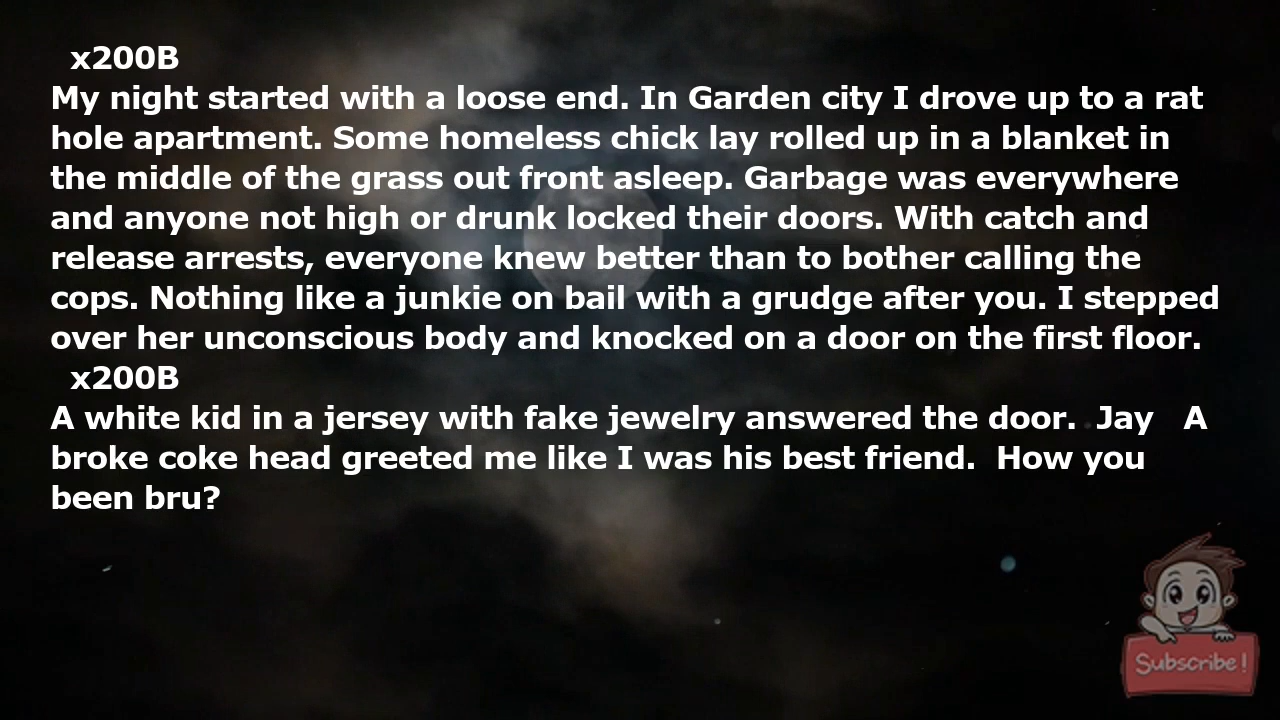 x200B
My night started with a loose end. In Garden city I drove up to a rat
hole apartment. Some homeless chick lay rolled up in a blanket in
the middle of the grass out front asleep. Garbage was everywhere
and anyone not high or drunk locked their doors. With catch and
release arrests, everyone knew better than to bother calling the
cops. Nothing like a junkie on bail with a grudge after you. I stepped
over her unconscious body and knocked on a door on the first floor.
x200B
A white kid in a jersey with fake jewelry answered the door.  Jay   A
broke coke head greeted me like I was his best friend.  How you
been bru?
Subscribe!